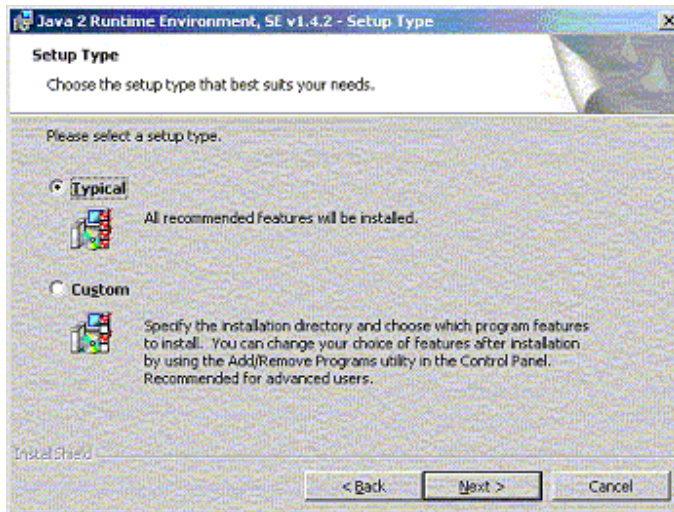 Java 2 Runtime Environment, SE v1.4.2 - Setup Type
Setup Type
Choose the setup type that best suits your needs.
Please select a setup type.
Typical
All recommended features will be installed.
Custom
Specify the installation directory and choose which program features
to install. You can change your choice of features after installation
by using the Add/Remove Programs utility in the Control Panel.
Recommended for advanced users.
InstallShield
< Back
Next >
Cancel